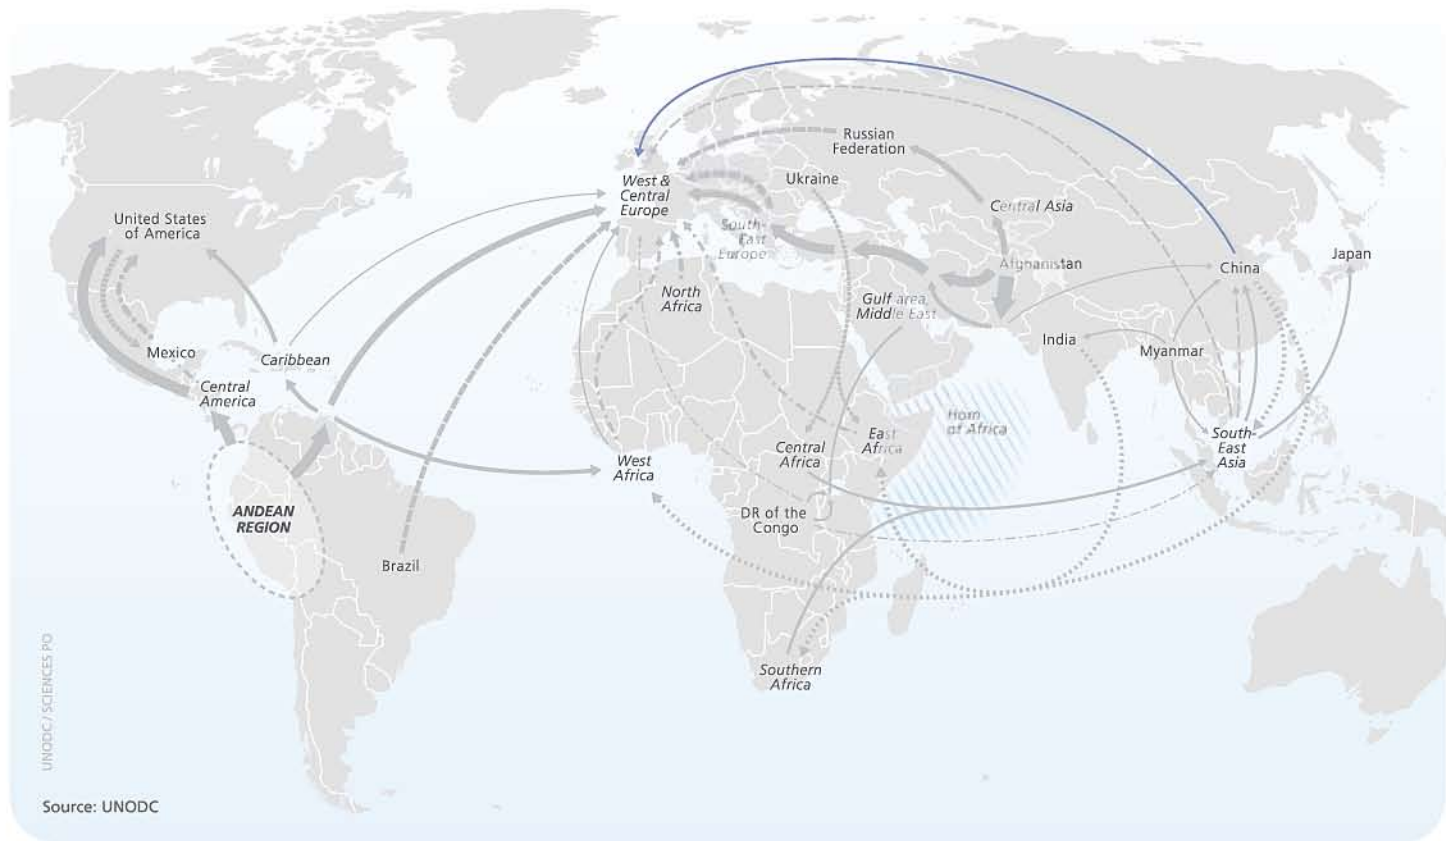 Russian
Federation
West &
Central
Europe
Ukraine
Central Asia
United States
of America
South-
East
Europe
Afghanistan
China
Japan
North
Africa
Gulf area,
Middle East
India
Myanmar
Mexico
Caribbean
Central
America
Horn
of Africa
West
Africa
Central
Africa
East
Africa
South-
East
Asia
ANDEAN
REGION
DR of the
Congo
Brazil
Southern
Africa
UNODC / SCIENCES PO
Source: UNODC